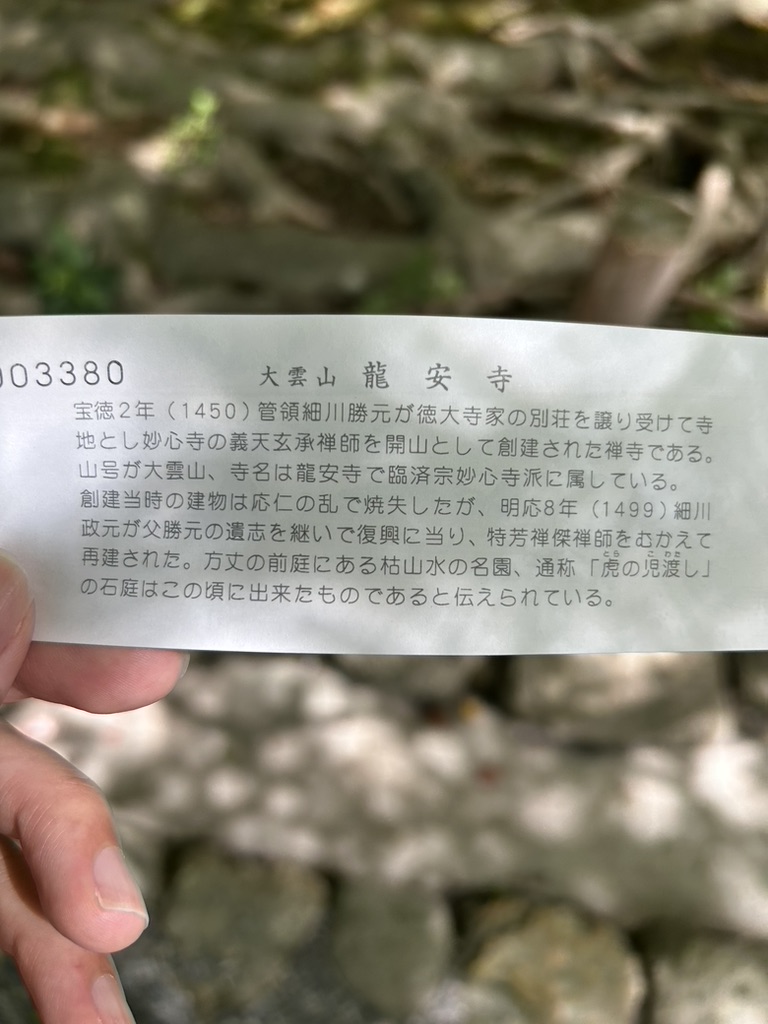 003380
大雲山 龍安寺
宝徳2年（1450）管領細川勝元が徳大寺家の別荘を譲り受けて寺
地とし妙心寺の義天玄承禅師を開山として創建された禅寺である。
山号が大雲山、寺名は龍安寺で臨済宗妙心寺派に属している。
創建当時の建物は応仁の乱で焼失したが、明応8年（1499）細川
政元が父勝元の遺志を継いで復興に当り、特芳禅傑禅師をむかえて
再建された。方丈の前庭にある枯山水の名園、通称「虎の児渡し」
の石庭はこの頃に出来たものであると伝えられている。